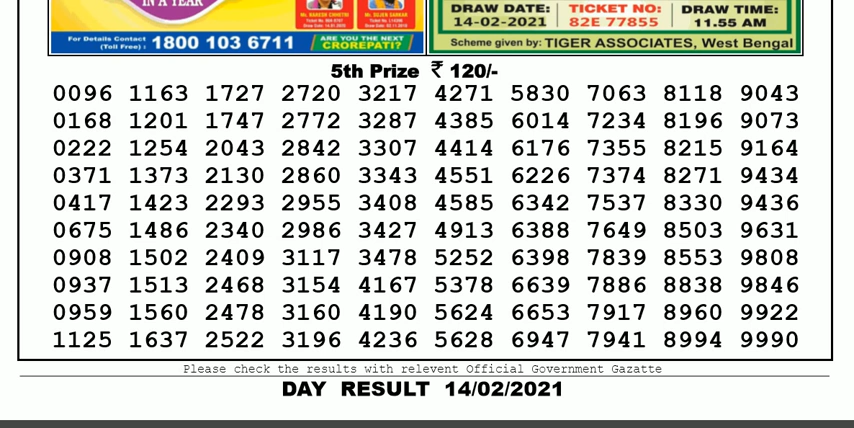 IN A YEAR
For Details Contact
(Toll Free) : 1800 103 6711
ARE YOU THE NEXT
CROREPATI?
DRAW DATE: TICKET NO: DRAW TIME:
14-02-2021 82E 77855 11.55 AM
Scheme given by: TIGER ASSOCIATES, West Bengal
5th Prize ₹ 120/-
0096 1163 1727 2720 3217 4271 5830 7063 8118 9043
0168 1201 1747 2772 3287 4385 6014 7234 8196 9073
0222 1254 2043 2842 3307 4414 6176 7355 8215 9164
0371 1373 2130 2860 3343 4551 6226 7374 8271 9434
0417 1423 2293 2955 3408 4585 6342 7537 8330 9436
0675 1486 2340 2986 3427 4913 6388 7649 8503 9631
0908 1502 2409 3117 3478 5252 6398 7839 8553 9808
0937 1513 2468 3154 4167 5378 6639 7886 8838 9846
0959 1560 2478 3160 4190 5624 6653 7917 8960 9922
1125 1637 2522 3196 4236 5628 6947 7941 8994 9990
Please check the results with relevent Official Government Gazatte
DAY RESULT 14/02/2021